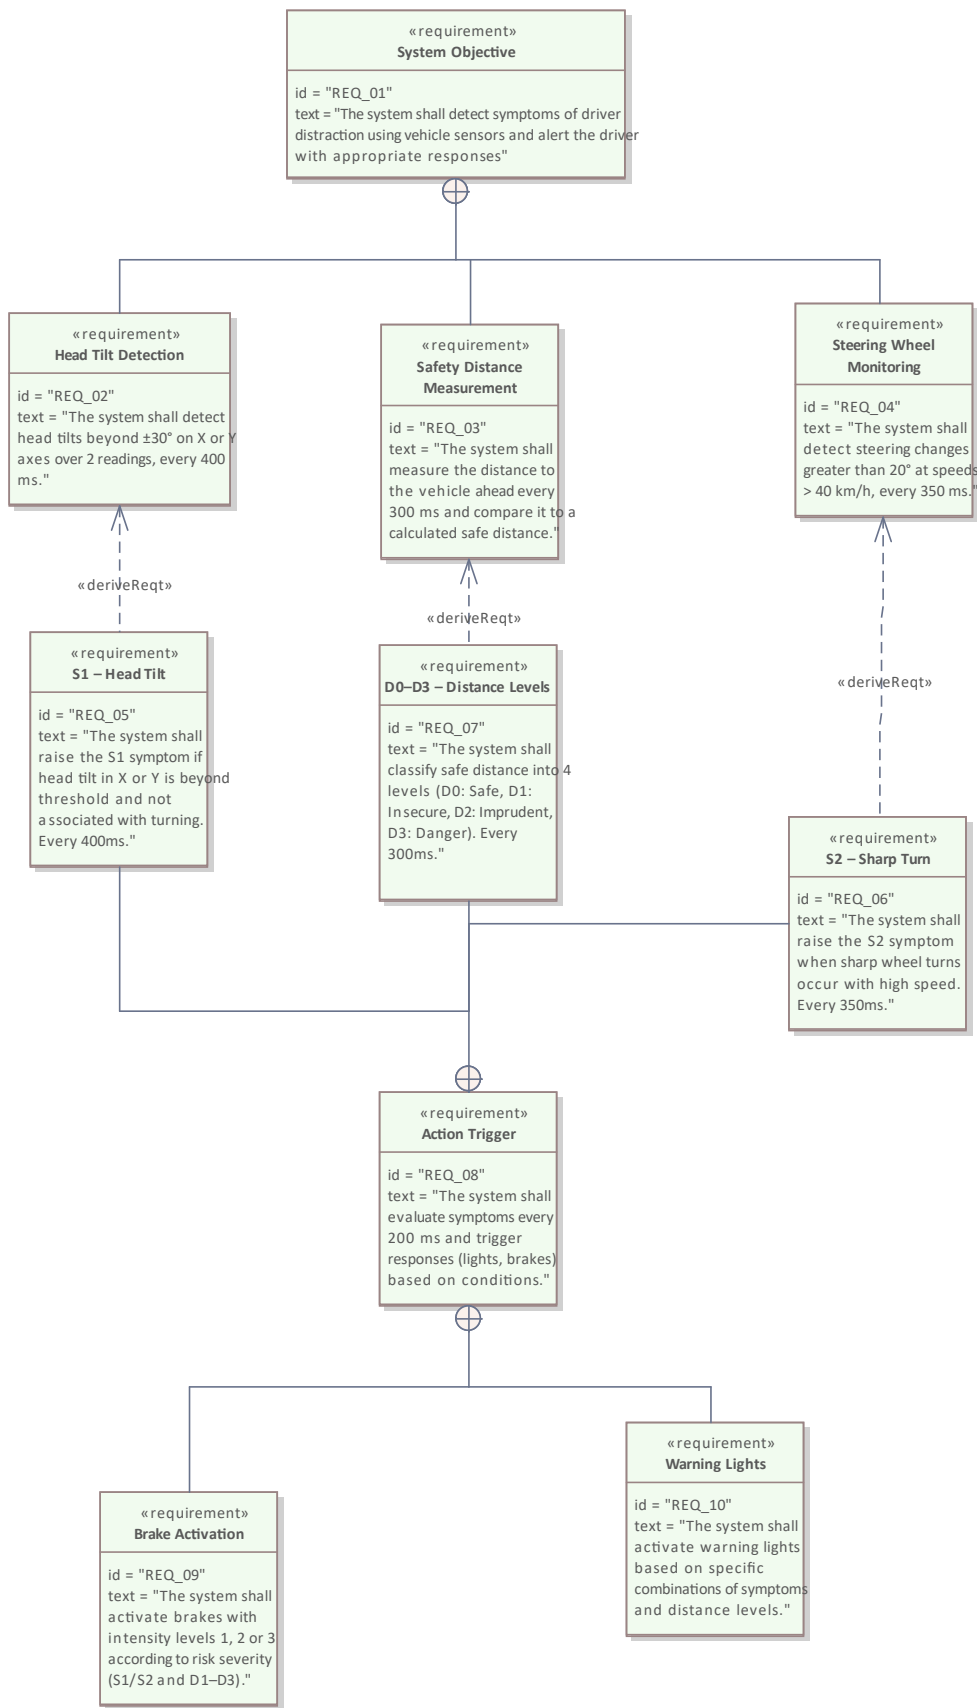 «requirement»
System Objective
id = "REQ_01"
text = "The system shall detect symptoms of driver
distraction using vehicle sensors and alert the driver
with appropriate responses"
«requirement»
Head Tilt Detection
id = "REQ_02"
text = "The system shall detect
head tilts beyond ±30° on X or Y
axes over 2 readings, every 400
ms."
«requirement»
Safety Distance
Measurement
id = "REQ_03"
text = "The system shall
measure the distance to
the vehicle ahead every
300 ms and compare it to a
calculated safe distance."
«requirement»
Steering Wheel
Monitoring
id = "REQ_04"
text = "The system shall
detect steering changes
greater than 20° at speeds
> 40 km/h, every 350 ms."
«deriveReqt»
«deriveReqt»
«deriveReqt»
«requirement»
S1 – Head Tilt
id = "REQ_05"
text = "The system shall
raise the S1 symptom if
head tilt in X or Y is beyond
threshold and not
associated with turning.
Every 400ms."
«requirement»
D0–D3 – Distance Levels
id = "REQ_07"
text = "The system shall
classify safe distance into 4
levels (D0: Safe, D1:
Insecure, D2: Imprudent,
D3: Danger). Every
300ms."
«requirement»
S2 – Sharp Turn
id = "REQ_06"
text = "The system shall
raise the S2 symptom
when sharp wheel turns
occur with high speed.
Every 350ms."
«requirement»
Action Trigger
id = "REQ_08"
text = "The system shall
evaluate symptoms every
200 ms and trigger
responses (lights, brakes)
based on conditions."
«requirement»
Brake Activation
id = "REQ_09"
text = "The system shall
activate brakes with
intensity levels 1, 2 or 3
according to risk severity
(S1/S2 and D1–D3)."
«requirement»
Warning Lights
id = "REQ_10"
text = "The system shall
activate warning lights
based on specific
combinations of symptoms
and distance levels."